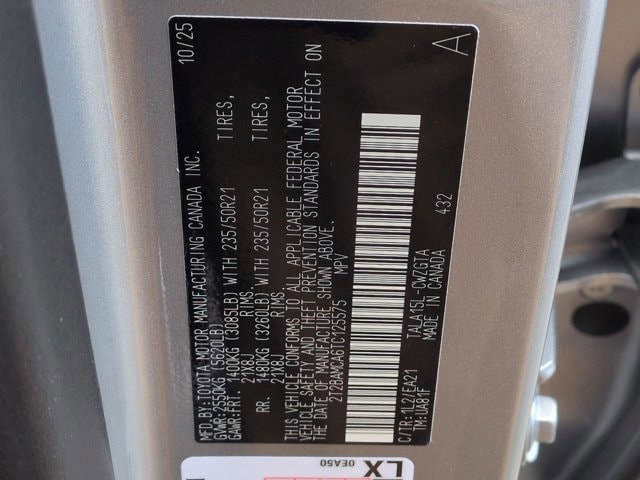 MFD. BY: TOYOTA MOTOR MANUFACTURING CANADA INC. 10/25
GVWR: 2550KG (5620LB)
GAWR: FRT. 1400KG (3085LB) WITH 235/50R21 TIRES,
21X8J RIMS
RR. 1480KG (3260LB) WITH 235/50R21 TIRES,
21X8J RIMS
THIS VEHICLE CONFORMS TO ALL APPLICABLE FEDERAL MOTOR
VEHICLE SAFETY AND THEFT PREVENTION STANDARDS IN EFFECT ON
THE DATE OF MANUFACTURE SHOWN ABOVE.
2T2BAMCA6TC125575 MPV
A
C/TR: 1L2/EA21 TALA15L-CWZGTA 432
TM: UA81F MADE IN CANADA
0EA50
LX